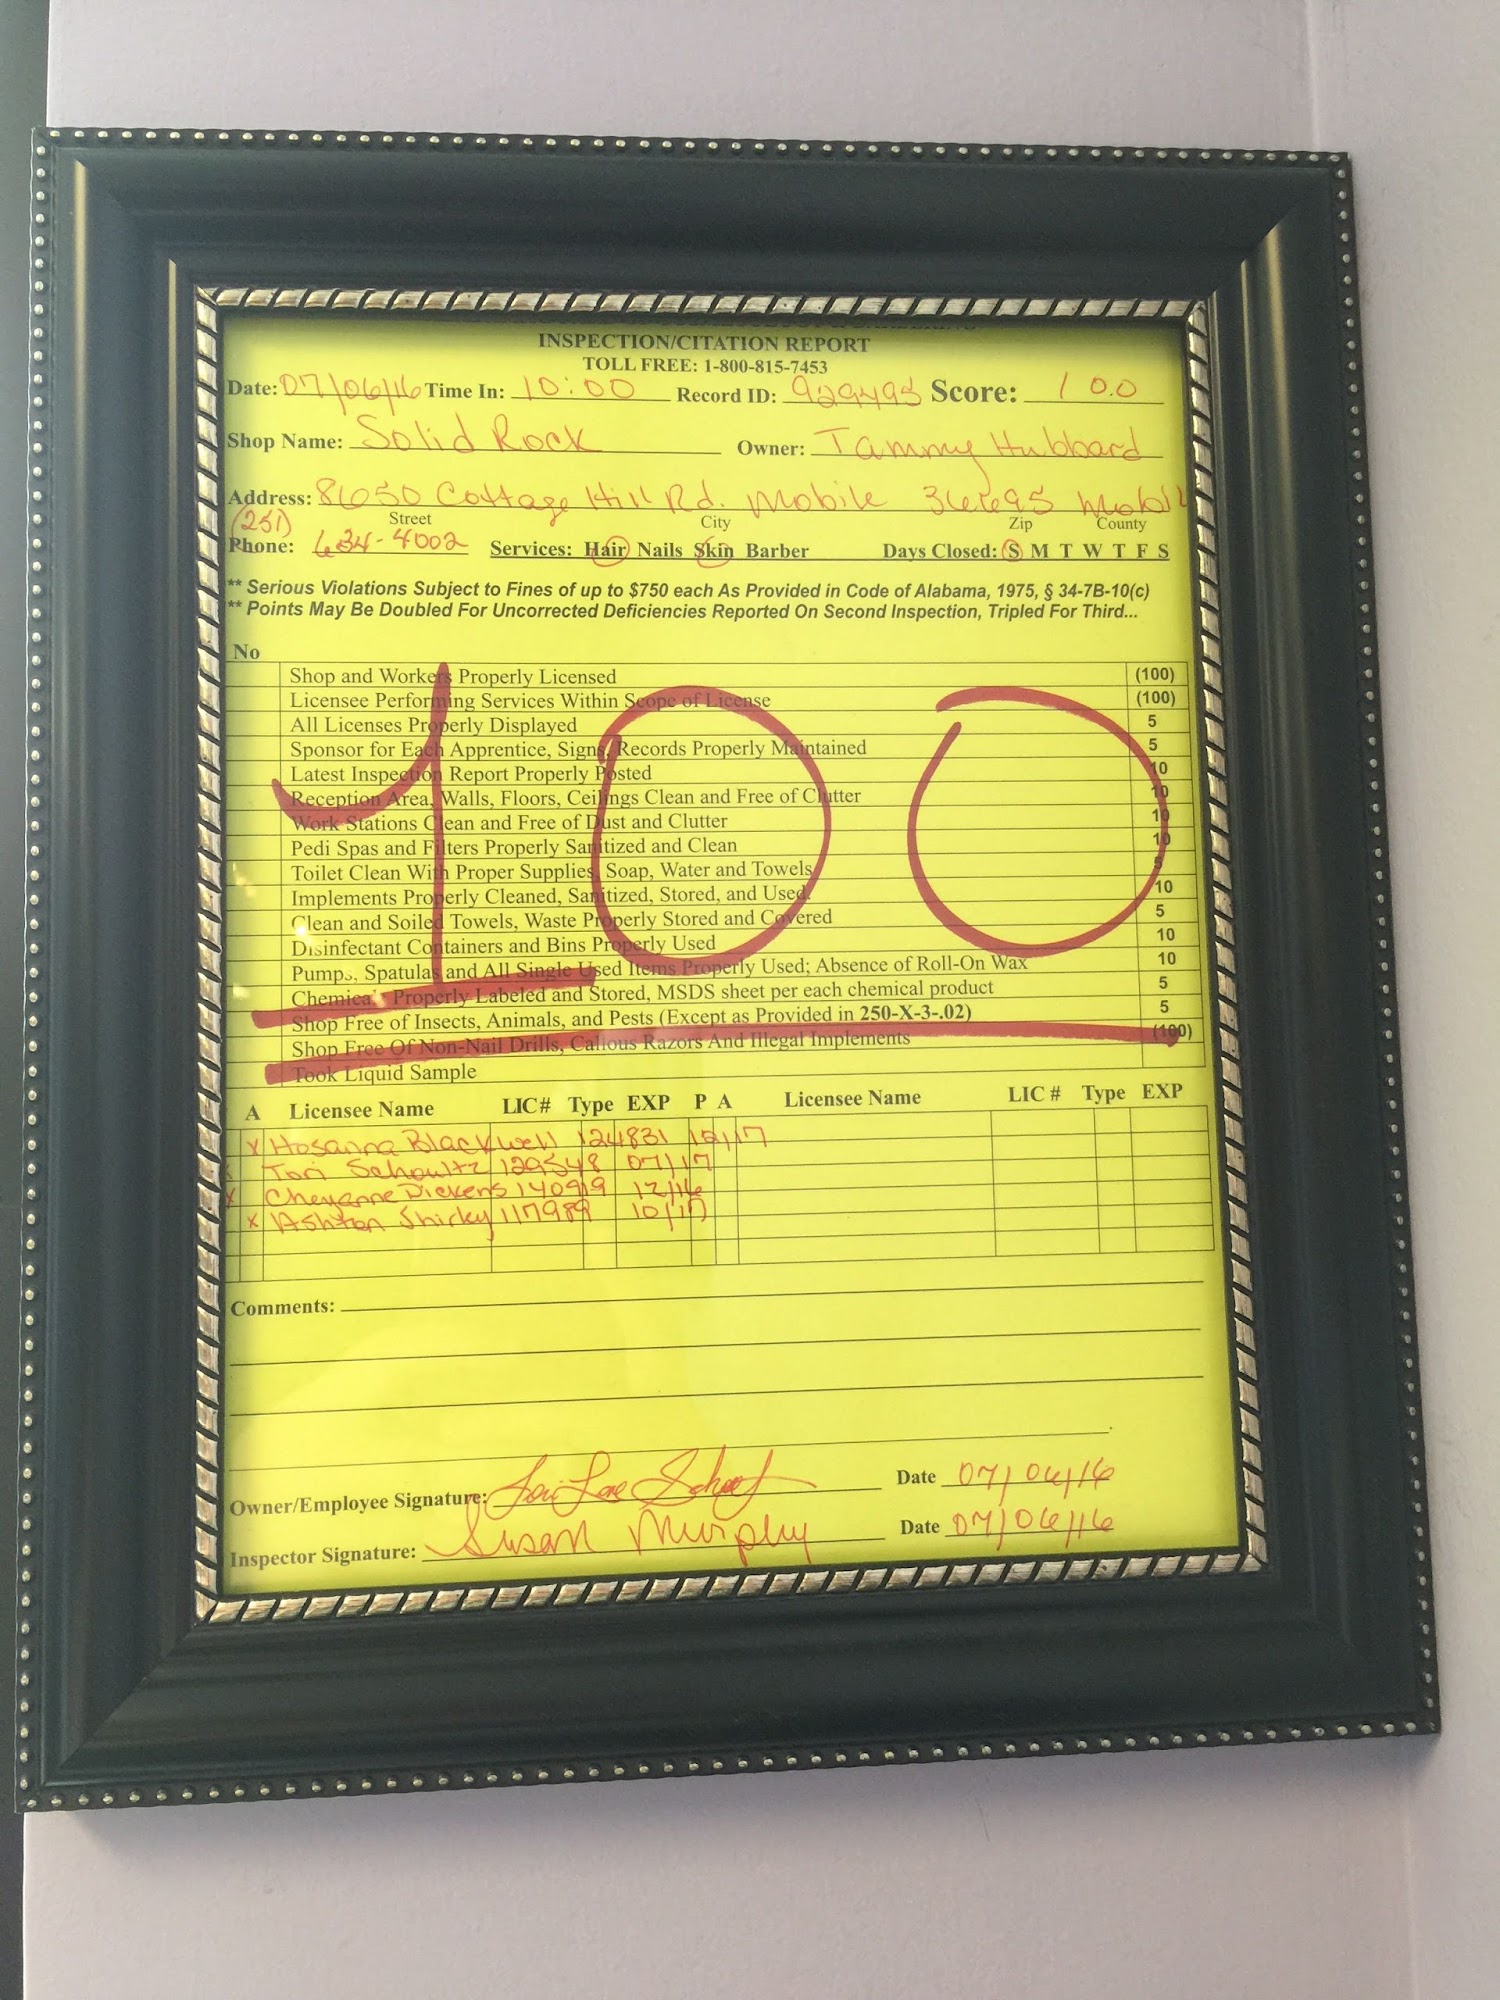 INSPECTION/CITATION REPORT
TOLL FREE: 1-800-815-7453
Date: 07/06/16 Time In: 10:00 Record ID: 929495 Score: 100
Shop Name: Solid Rock Owner: Tammy Hubbard
Address: 8650 Cottage Hill Rd. Mobile 36695 Mobil
Street City Zip County
(251)
Phone: 634-4002 Services: Hair Nails Skin Barber Days Closed: S M T W T F S
** Serious Violations Subject to Fines of up to $750 each As Provided in Code of Alabama, 1975, § 34-7B-10(c)
** Points May Be Doubled For Uncorrected Deficiencies Reported On Second Inspection, Tripled For Third...
No
100
Shop and Workers Properly Licensed (100)
Licensee Performing Services Within Scope of License (100)
All Licenses Properly Displayed 5
Sponsor for Each Apprentice, Signs, Records Properly Maintained 5
Latest Inspection Report Properly Posted 10
Reception Area, Walls, Floors, Ceilings Clean and Free of Clutter 10
Work Stations Clean and Free of Dust and Clutter 10
Pedi Spas and Filters Properly Sanitized and Clean 10
Toilet Clean With Proper Supplies, Soap, Water and Towels 5
Implements Properly Cleaned, Sanitized, Stored, and Used. 10
Clean and Soiled Towels, Waste Properly Stored and Covered 5
Disinfectant Containers and Bins Properly Used 10
Pumps, Spatulas and All Single Used Items Properly Used; Absence of Roll-On Wax 10
Chemicals Properly Labeled and Stored, MSDS sheet per each chemical product 5
Shop Free of Insects, Animals, and Pests (Except as Provided in 250-X-3-.02) 5
Shop Free Of Non-Nail Drills, Callous Razors And Illegal Implements (100)
Took Liquid Sample
A Licensee Name LIC# Type EXP P A Licensee Name LIC # Type EXP
x Hosanna Blackwell 124831 12/17
Tori Schoultz 129548 07/17
x Cheyenne Dickens 140919 12/16
x Ashton Shirky 117989 10/17
Comments:
Owner/Employee Signature: Date 07/06/16
Inspector Signature: Susan Murphy Date 07/06/16